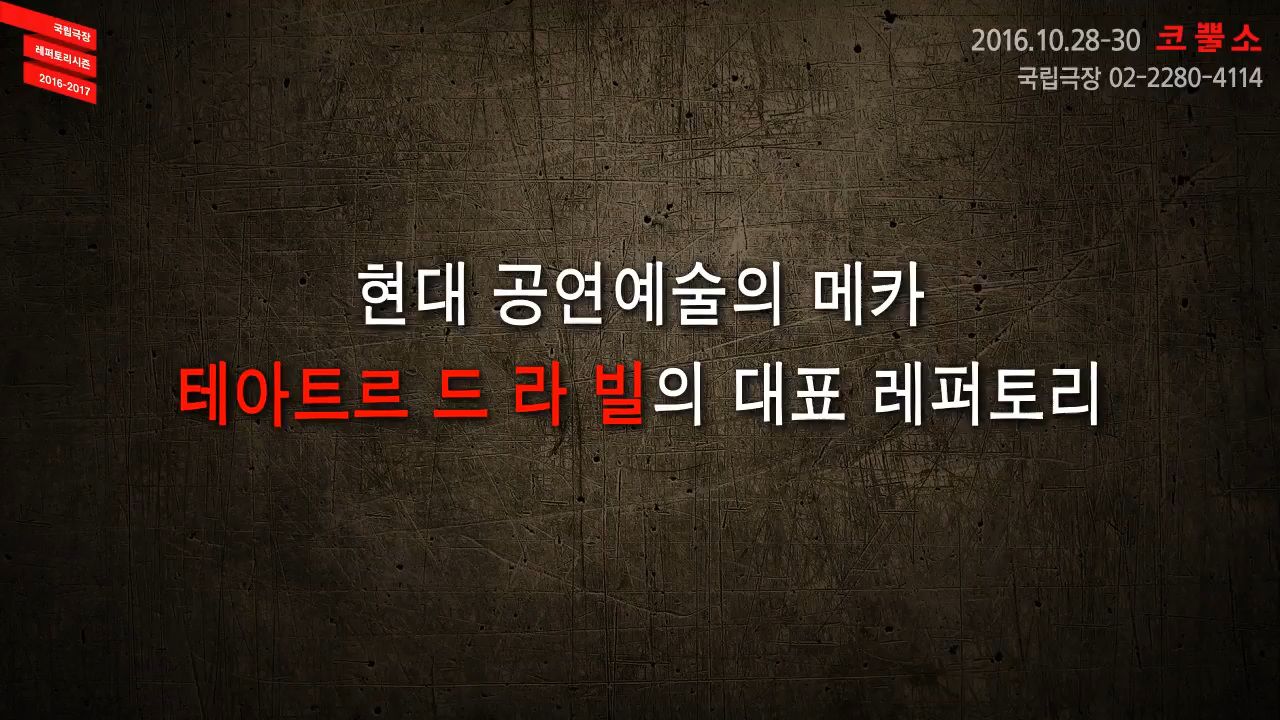 국립극장
레퍼토리시즌
2016-2017
2016.10.28-30 코뿔소
국립극장 02-2280-4114
현대 공연예술의 메카
테아트르 드 라 빌의 대표 레퍼토리